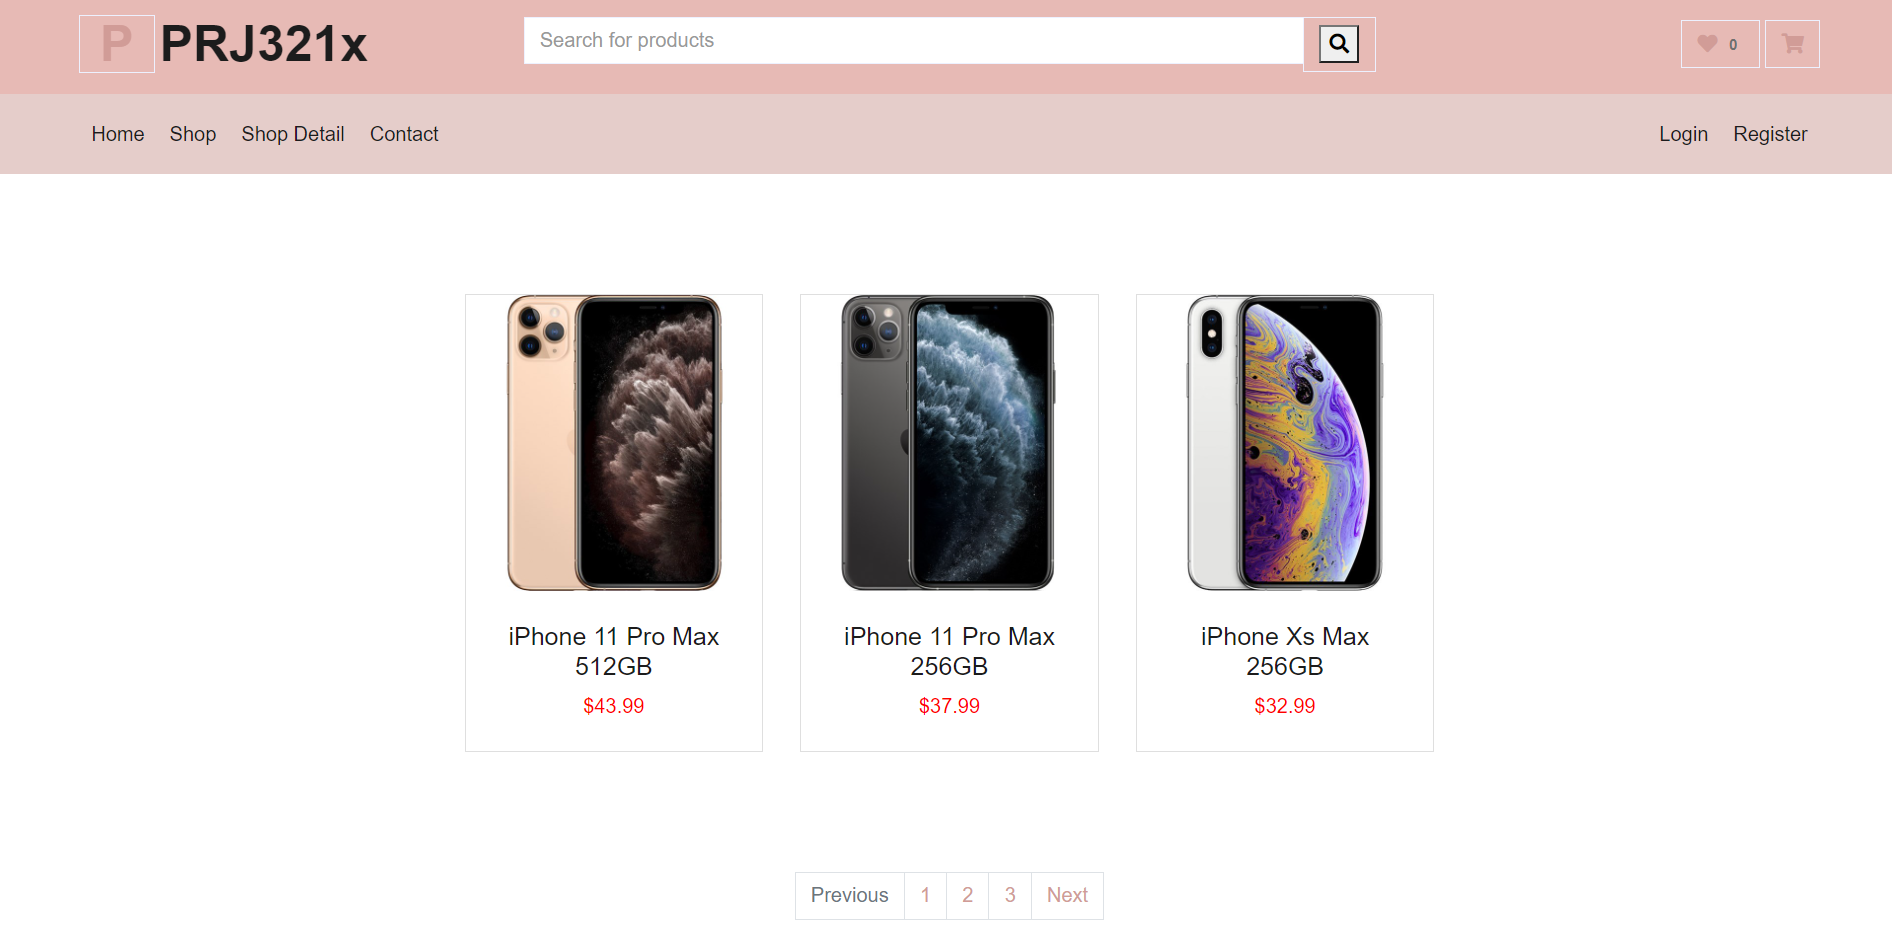 P PRJ321x
Search for products
0
Home Shop Shop Detail Contact
Login Register
iPhone 11 Pro Max
512GB
$43.99
iPhone 11 Pro Max
256GB
$37.99
iPhone Xs Max
256GB
$32.99
Previous 1 2 3 Next